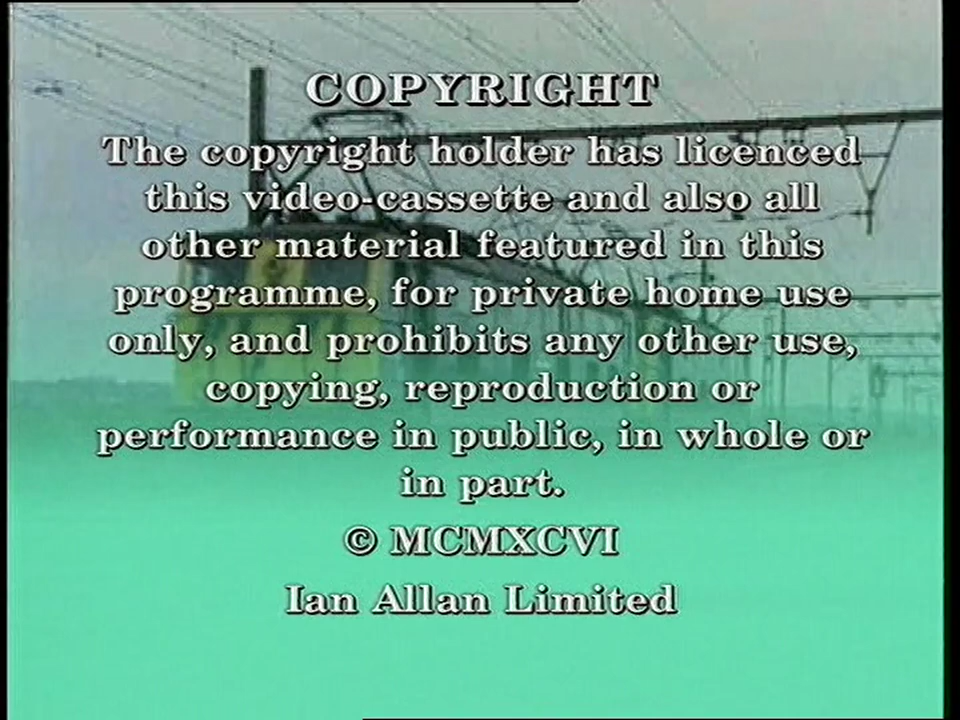 COPYRIGHT
The copyright holder has licenced
this video-cassette and also all
other material featured in this
programme, for private home use
only, and prohibits any other use,
copying, reproduction or
performance in public, in whole or
in part.
© MCMXCVI
Ian Allan Limited